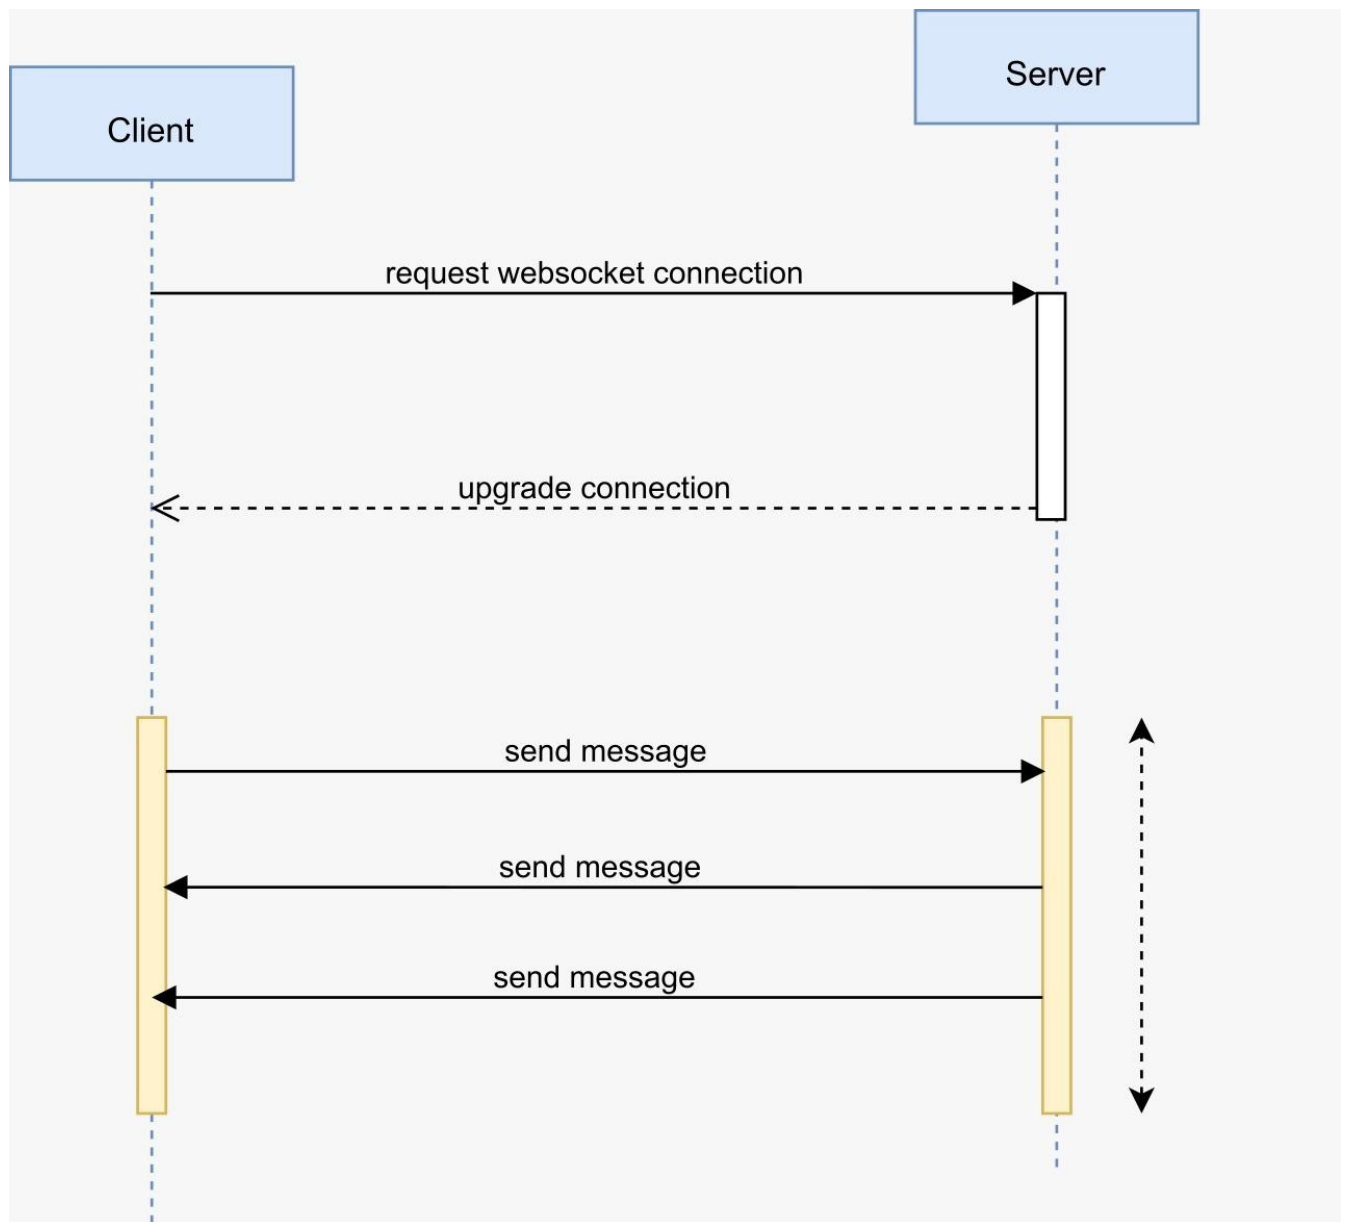 Server
Client
request websocket connection
upgrade connection
send message
send message
send message